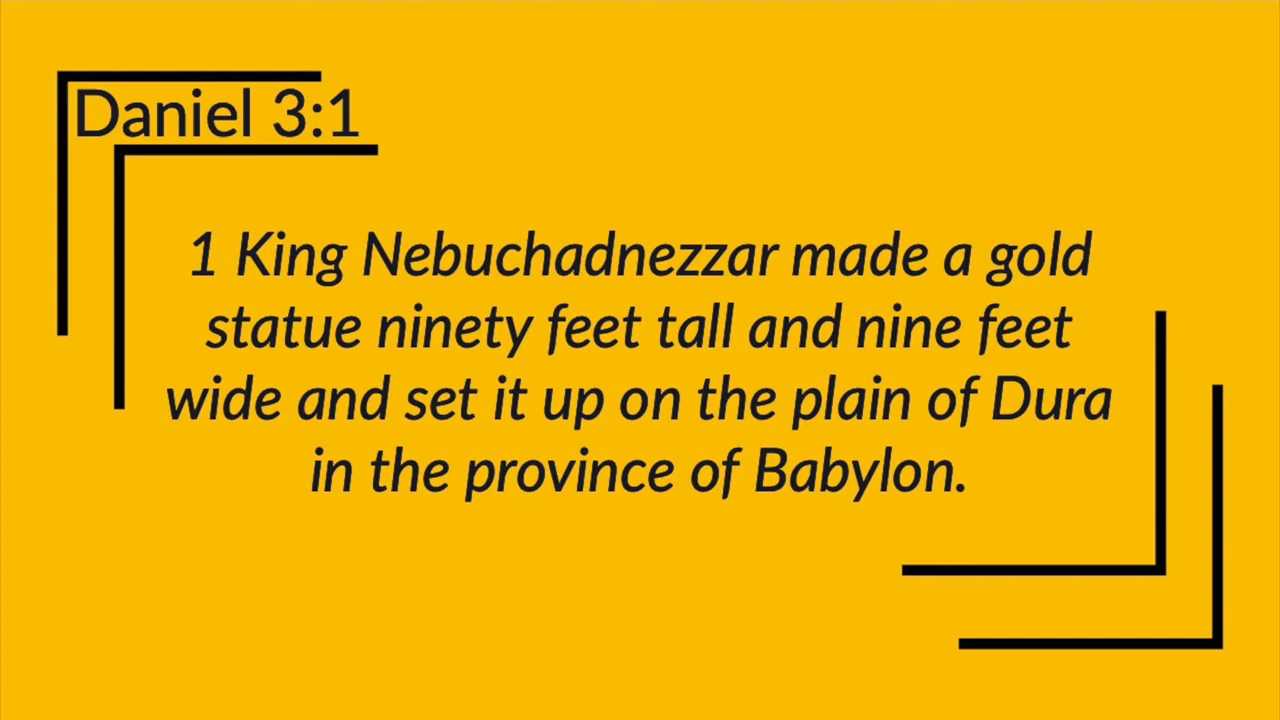 Daniel 3:1
1 King Nebuchadnezzar made a gold
statue ninety feet tall and nine feet
wide and set it up on the plain of Dura
in the province of Babylon.